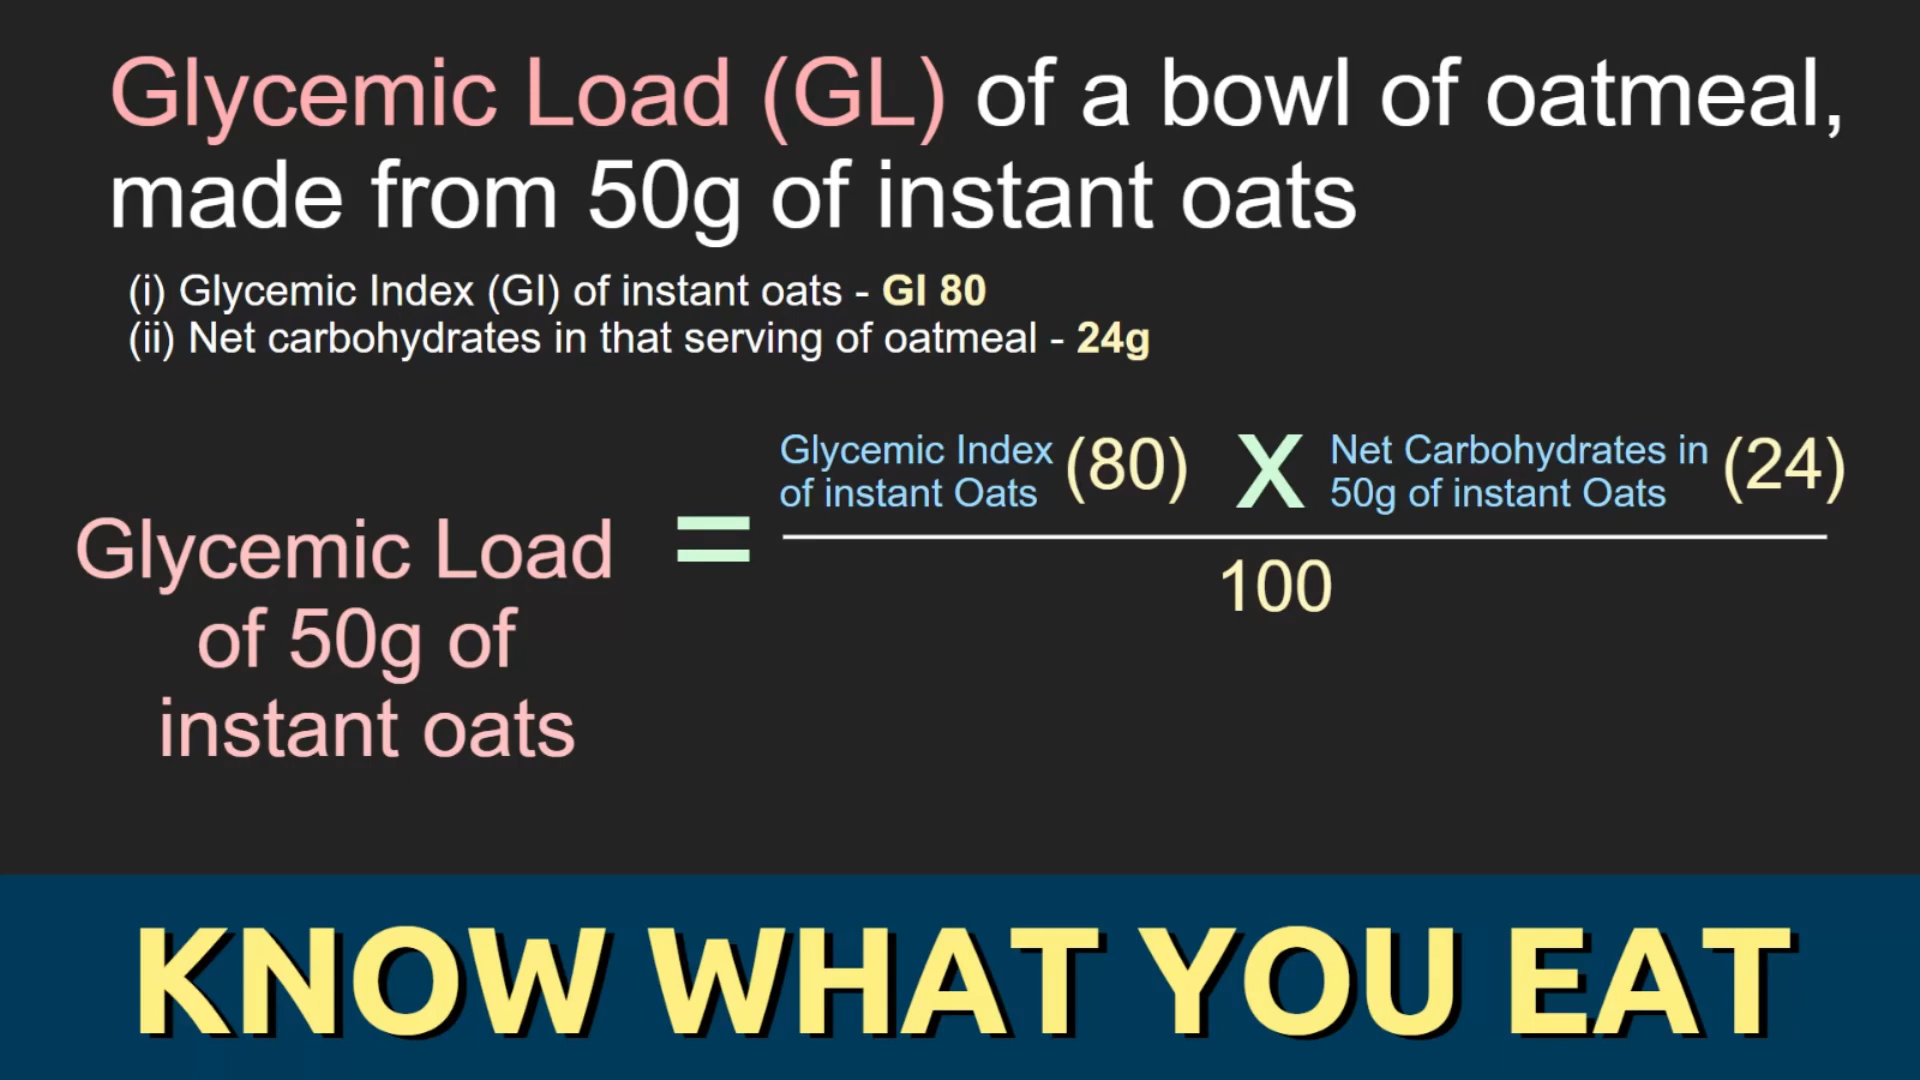 Glycemic Load (GL) of a bowl of oatmeal,
made from 50g of instant oats
(i) Glycemic Index (GI) of instant oats - GI 80
(ii) Net carbohydrates in that serving of oatmeal - 24g
Glycemic Load
of 50g of
instant oats
=
Glycemic Index
of instant Oats
(80)
X
Net Carbohydrates in
50g of instant Oats
(24)
100
KNOW WHAT YOU EAT